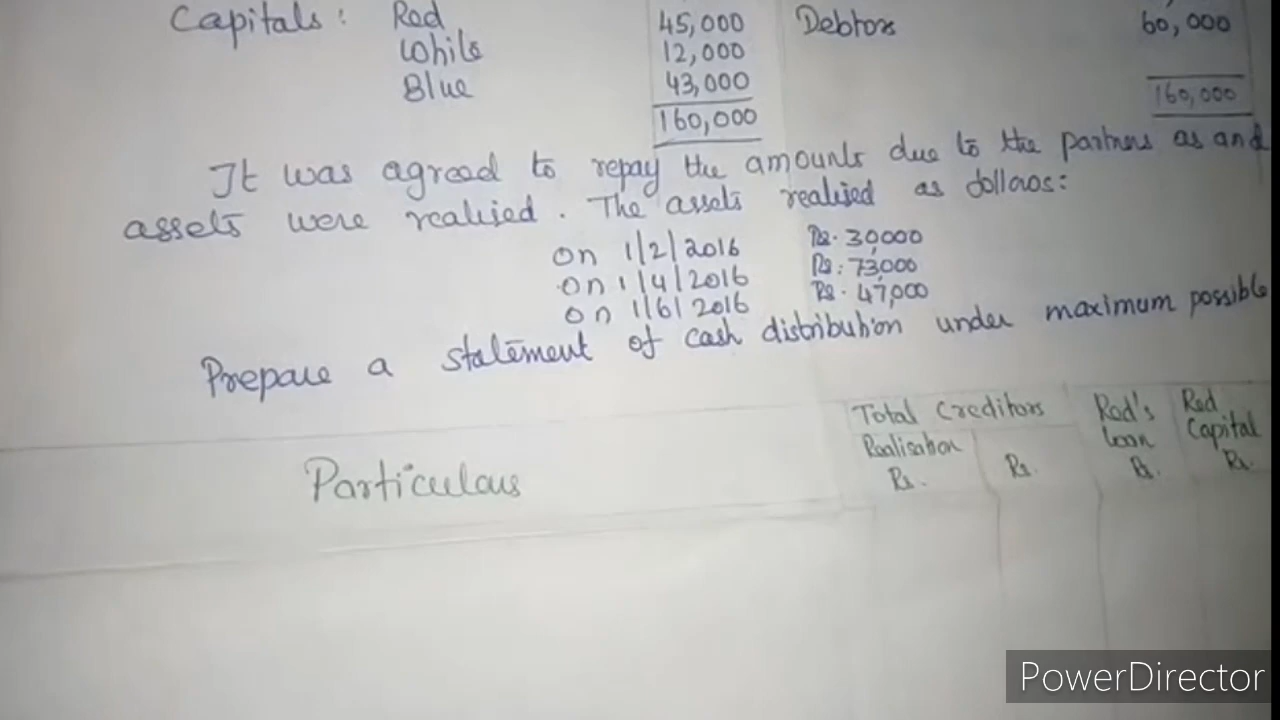 Capitals: Red 45,000 Debtors 60,000
White 12,000
Blue 43,000
160,000 160,000
It was agreed to repay the amounts due to the partners as and
assets were realised. The assets realised as follows:
on 1/2/2016 Rs. 30,000
on 1/4/2016 Rs. 73,000
on 1/6/2016 Rs. 47,000
Prepare a statement of cash distribution under maximum possible
Particulars Total Realisation Rs. Creditors Rs. Red's loan Rs. Red Capital Rs.
PowerDirector